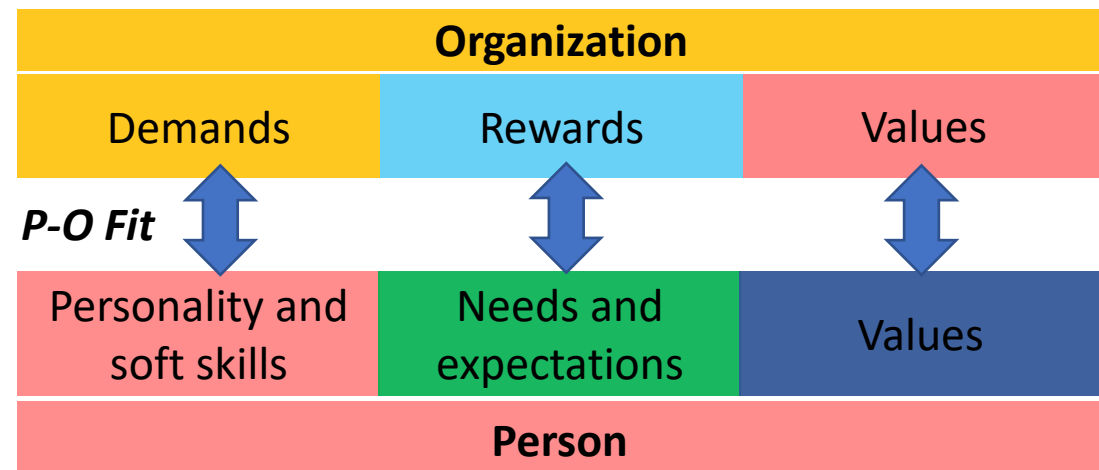 Organization
Demands
Rewards
Values
P-O Fit
Personality and
soft skills
Needs and
expectations
Values
Person